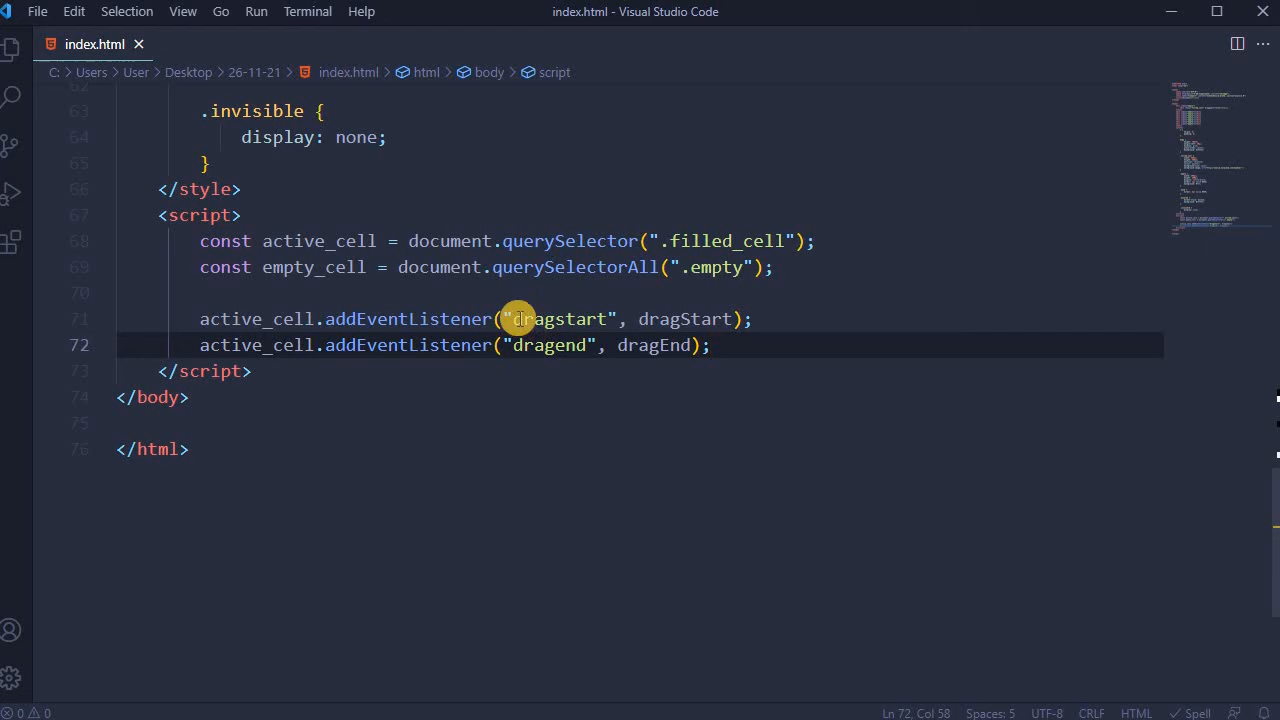 File Edit Selection View Go Run Terminal Help index.html - Visual Studio Code
index.html
C: > Users > User > Desktop > 26-11-21 > index.html > html > body > script
62
63 .invisible {
64 display: none;
65 }
66 </style>
67 <script>
68 const active_cell = document.querySelector(".filled_cell");
69 const empty_cell = document.querySelectorAll(".empty");
70
71 active_cell.addEventListener("dragstart", dragStart);
72 active_cell.addEventListener("dragend", dragEnd);
73 </script>
74 </body>
75
76 </html>
0 0 Ln 72, Col 58 Spaces: 5 UTF-8 CRLF HTML Spell